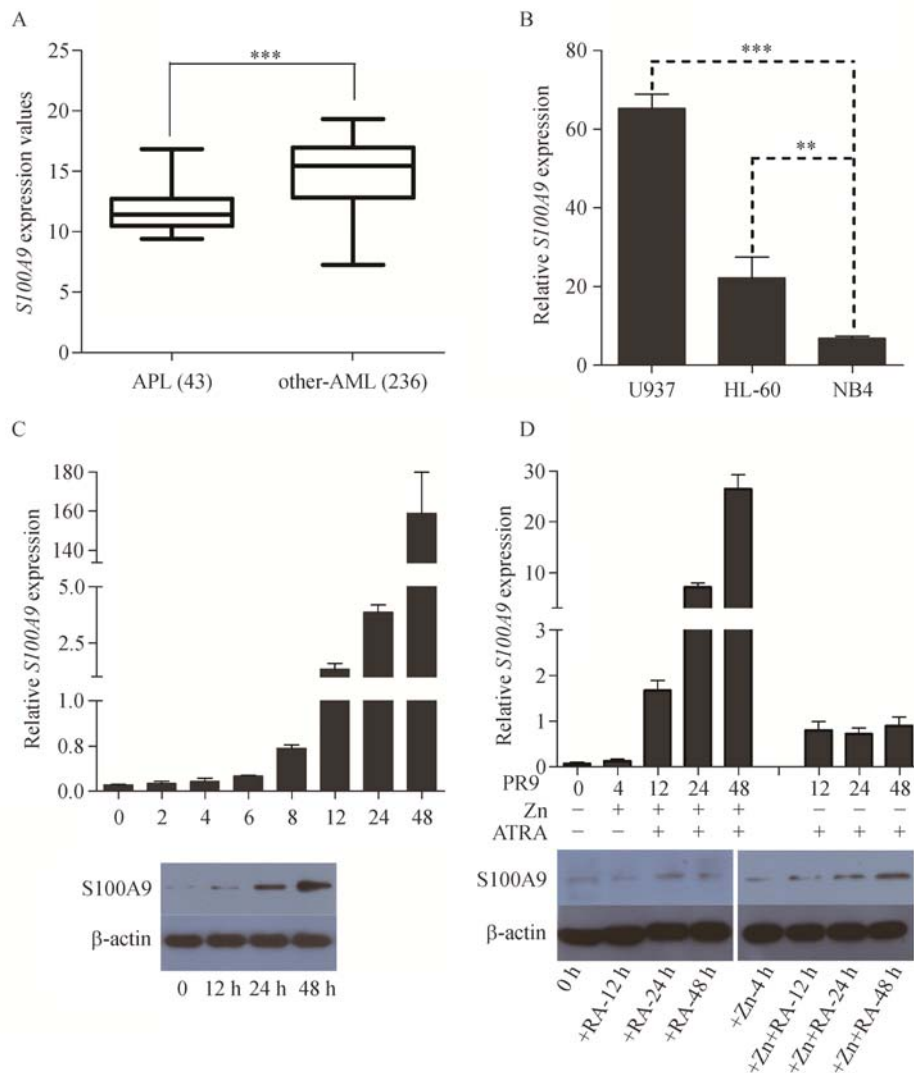 A
S100A9 expression values
25
20
15
10
5
0
***
APL (43)
other-AML (236)
B
Relative S100A9 expression
80
60
40
20
0
***
**
U937
HL-60
NB4
C
Relative S100A9 expression
180
160
140
5.0
2.5
1.0
0.8
0.0
0 2 4 6 8 12 24 48
S100A9
β-actin
0 12 h 24 h 48 h
D
Relative S100A9 expression
30
20
10
3
2
1
0
PR9 0 4 12 24 48 12 24 48
Zn − + + + + − − −
ATRA − − + + + + + +
S100A9
β-actin
0 h
+RA-12 h
+RA-24 h
+RA-48 h
+Zn-4 h
+Zn+RA-12 h
+Zn+RA-24 h
+Zn+RA-48 h